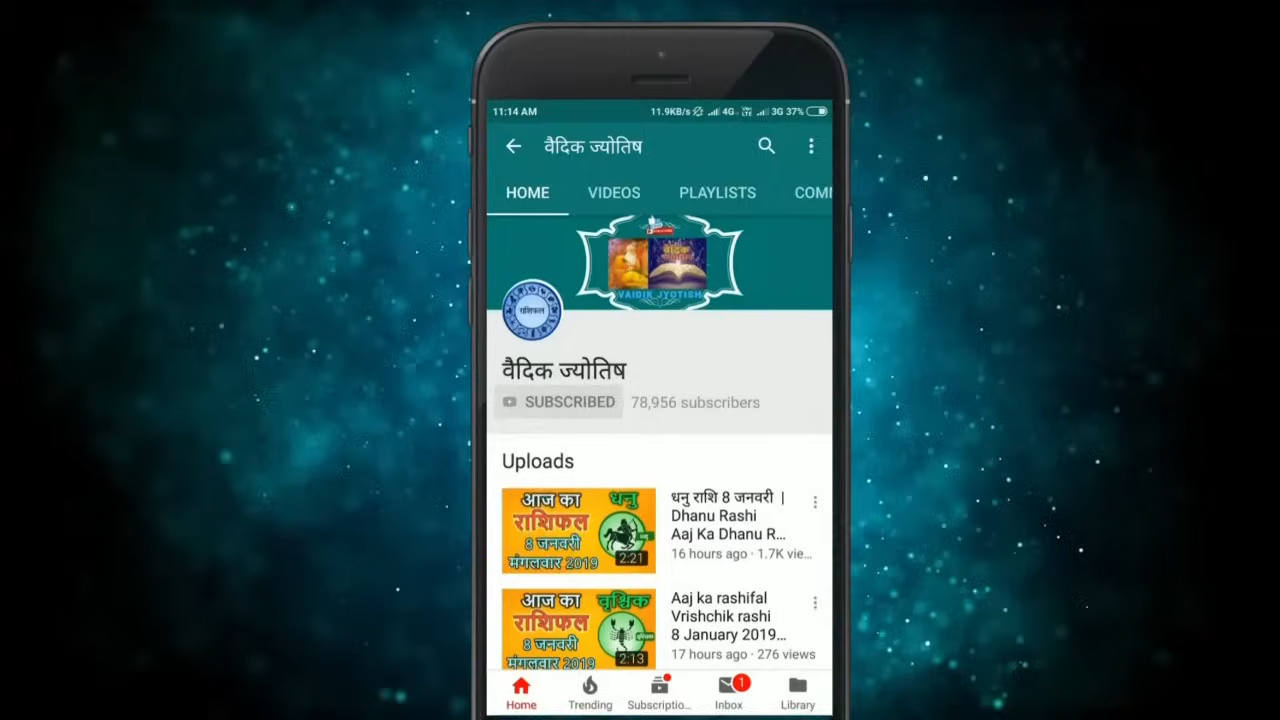 11:14 AM
11.9KB/s 4G VoLTE 3G 37%
वैदिक ज्योतिष
HOME VIDEOS PLAYLISTS COMM
वैदिक
VAIDIK JYOTISH
राशिफल
वैदिक ज्योतिष
SUBSCRIBED 78,956 subscribers
Uploads
आज का धनु
राशिफल
8 जनवरी
मंगलवार 2019
2:21
धनु राशि 8 जनवरी |
Dhanu Rashi
Aaj Ka Dhanu R...
16 hours ago · 1.7K vie...
आज का वृश्चिक
राशिफल
8 जनवरी
मंगलवार 2019
2:13
Aaj ka rashifal
Vrishchik rashi
8 January 2019...
17 hours ago · 276 views
1
Home Trending Subscriptio... Inbox Library